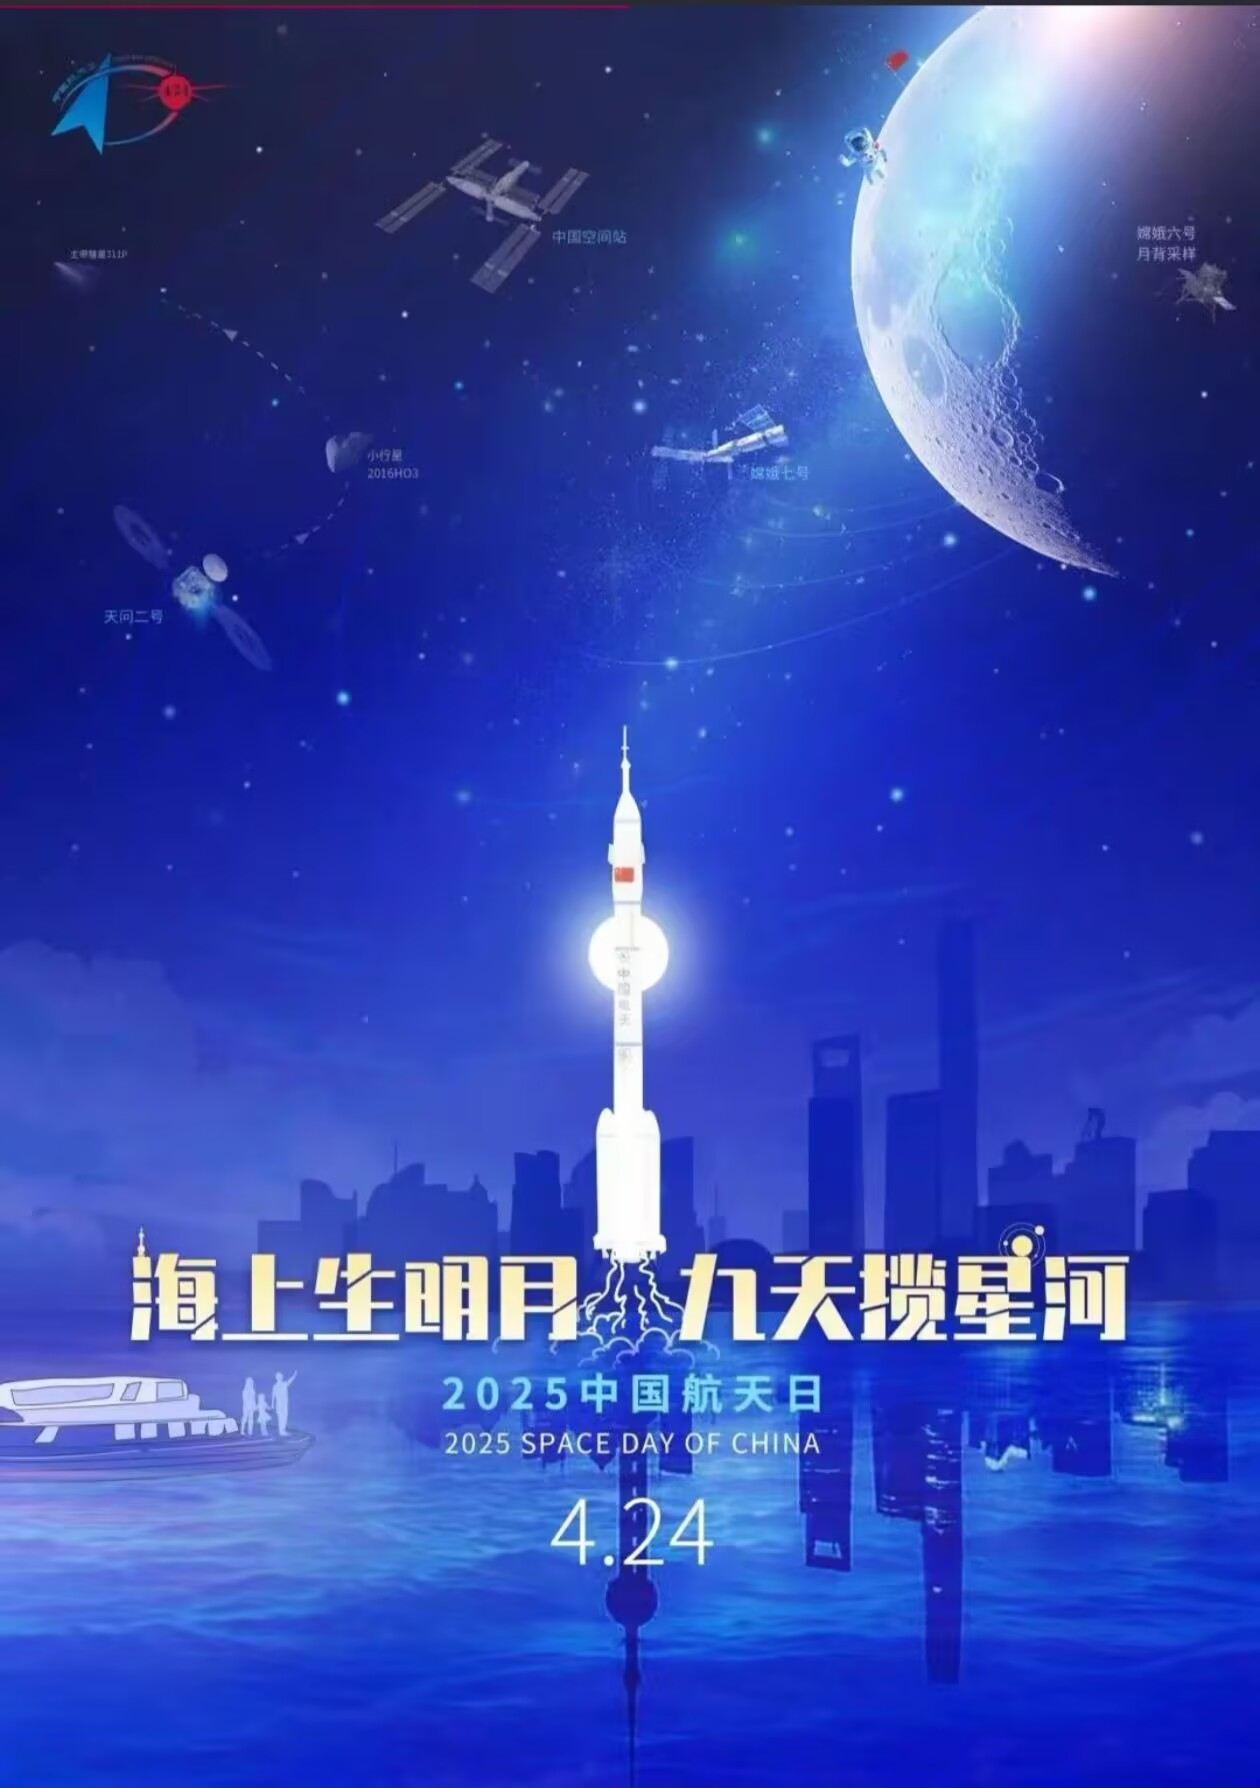 424
中国空间站
嫦娥六号
月背采样
311P
小行星
2016HO3
嫦娥七号
天问二号
中国航天
海上生明月 九天揽星河
2025中国航天日
2025 SPACE DAY OF CHINA
4.24